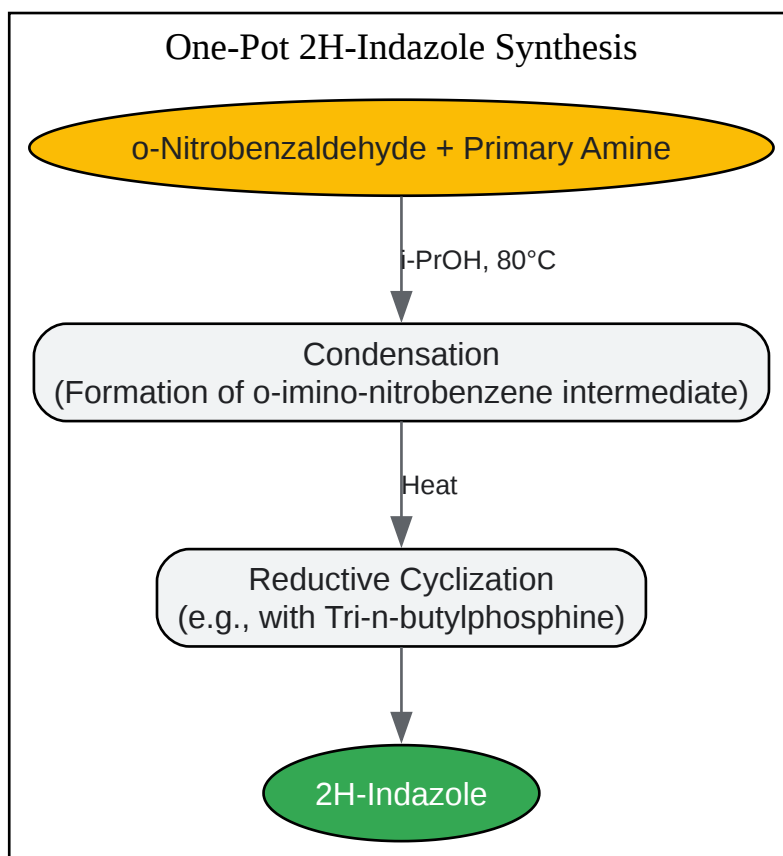 One-Pot 2H-Indazole Synthesis
o-Nitrobenzaldehyde + Primary Amine
i-PrOH, 80°C
Condensation
(Formation of o-imino-nitrobenzene intermediate)
Heat
Reductive Cyclization
(e.g., with Tri-n-butylphosphine)
2H-Indazole